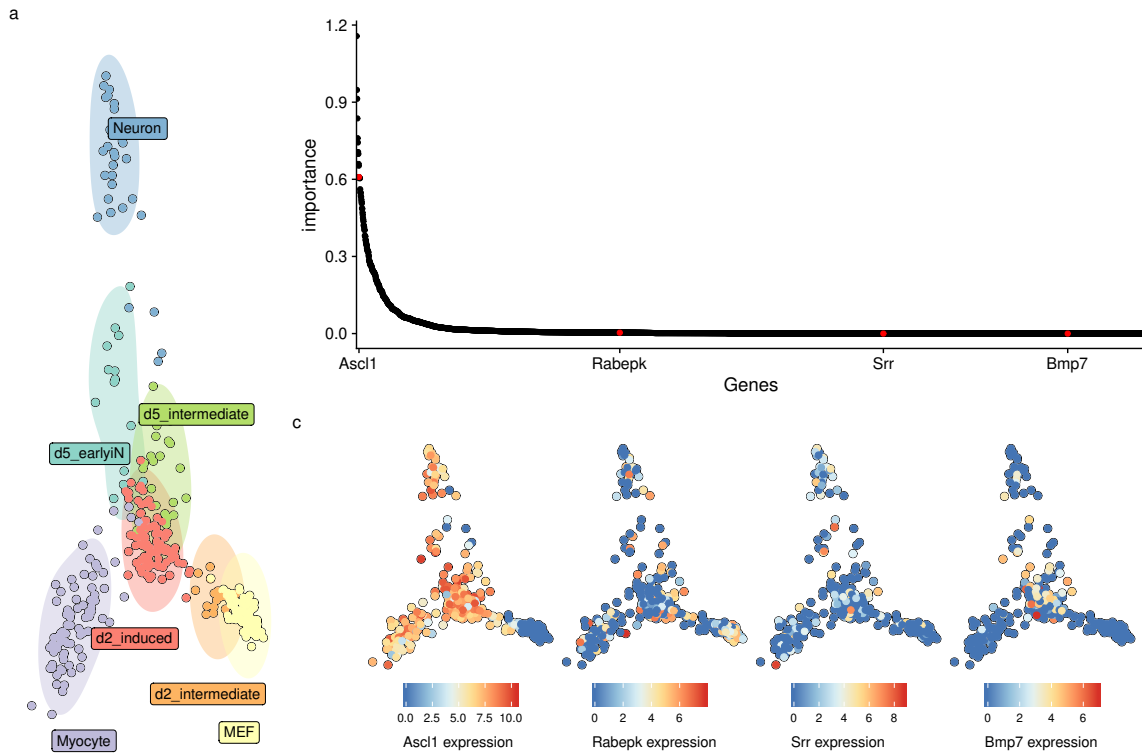 a
Neuron
d5_intermediate
d5_earlyiN
d2_induced
d2_intermediate
MEF
Myocyte
1.2
0.9
0.6
0.3
0.0
importance
Ascl1
Rabepk
Srr
Bmp7
Genes
c
0.0 2.5 5.0 7.5 10.0
Ascl1 expression
0 2 4 6
Rabepk expression
0 2 4 6 8
Srr expression
0 2 4 6
Bmp7 expression